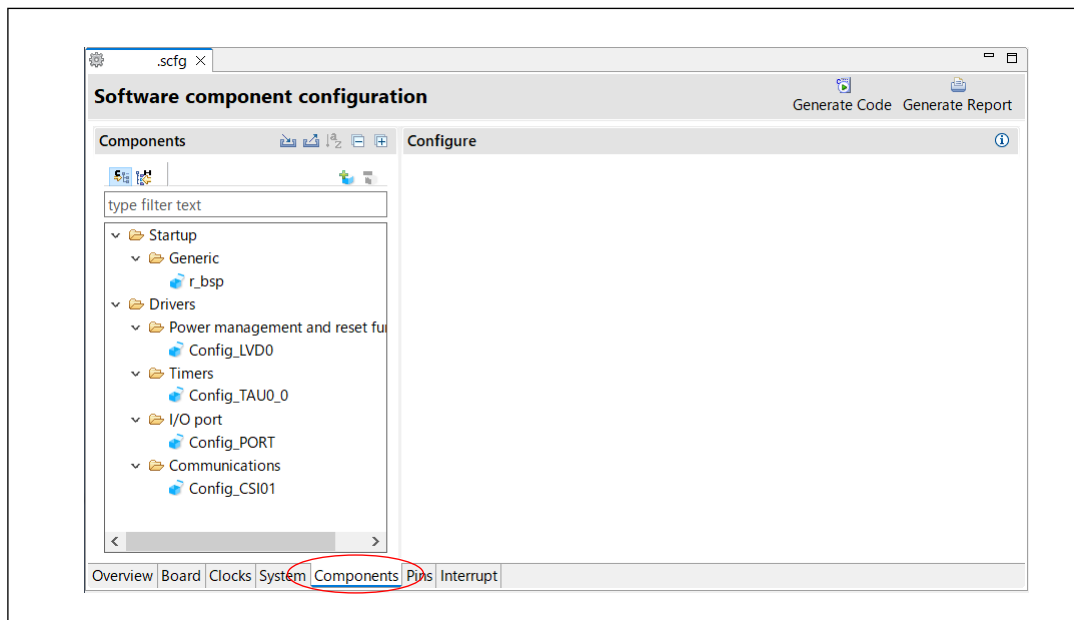 .scfg
Software component configuration
Generate Code Generate Report
Components
Configure
type filter text
Startup
Generic
r_bsp
Drivers
Power management and reset fu
Config_LVD0
Timers
Config_TAU0_0
I/O port
Config_PORT
Communications
Config_CSI01
Overview Board Clocks System Components Pins Interrupt